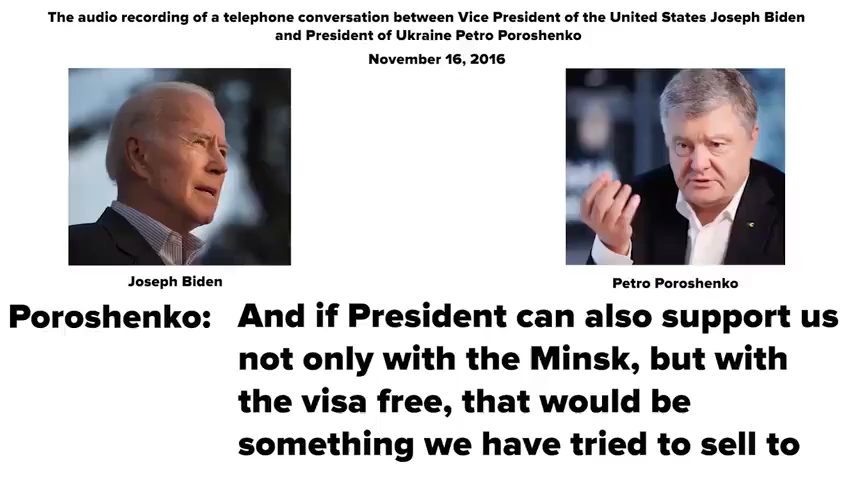 The audio recording of a telephone conversation between Vice President of the United States Joseph Biden
and President of Ukraine Petro Poroshenko
November 16, 2016
Joseph Biden
Petro Poroshenko
Poroshenko: And if President can also support us
not only with the Minsk, but with
the visa free, that would be
something we have tried to sell to